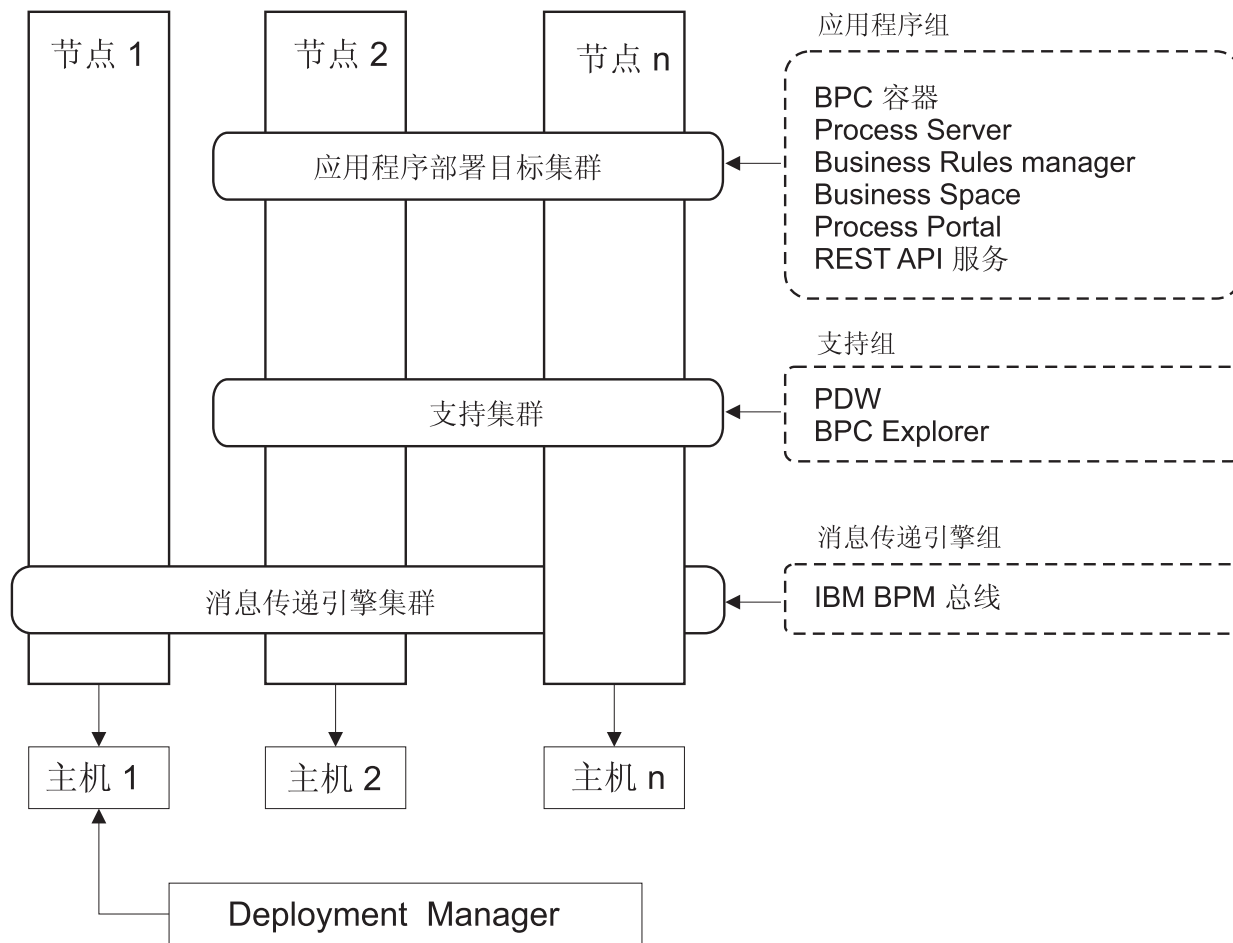 节点 1
节点 2
节点 n
应用程序组
BPC 容器
Process Server
Business Rules manager
Business Space
Process Portal
REST API 服务
应用程序部署目标集群
支持组
PDW
BPC Explorer
支持集群
消息传递引擎组
IBM BPM 总线
消息传递引擎集群
主机 1
主机 2
主机 n
Deployment Manager